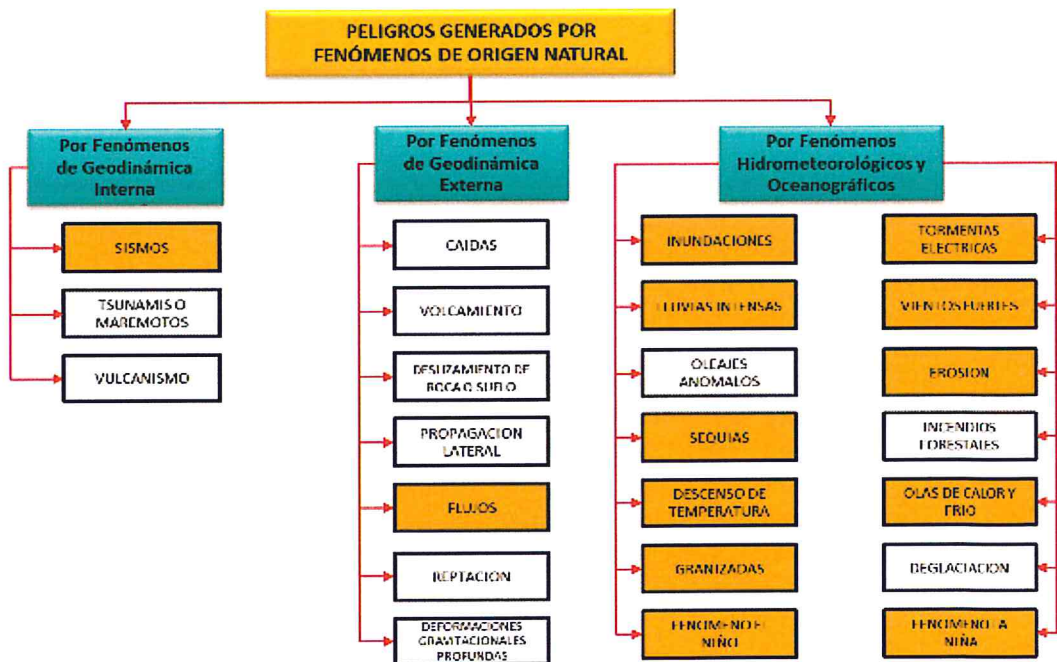 PELIGROS GENERADOS POR
FENÓMENOS DE ORIGEN NATURAL
Por Fenómenos
de Geodinámica
Interna
SISMOS
TSUNAMIS O
MAREMOTOS
VULCANISMO
Por Fenómenos
de Geodinámica
Externa
CAIDAS
VOLCAMIENTO
DESLIZAMIENTO DE
ROCA O SUELO
PROPAGACION
LATERAL
FLUJOS
REPTACION
DEFORMACIONES
GRAVITACIONALES
PROFUNDAS
Por Fenómenos
Hidrometeorológicos y
Oceanográficos
INUNDACIONES
LLUVIAS INTENSAS
OLEAJES
ANOMALOS
SEQUIAS
DESCENSO DE
TEMPERATURA
GRANIZADAS
FENOMENO EL
NIÑO
TORMENTAS
ELECTRICAS
VIENTOS FUERTES
EROSION
INCENDIOS
FORESTALES
OLAS DE CALOR Y
FRIO
DEGLACIACION
FENOMENO LA
NIÑA